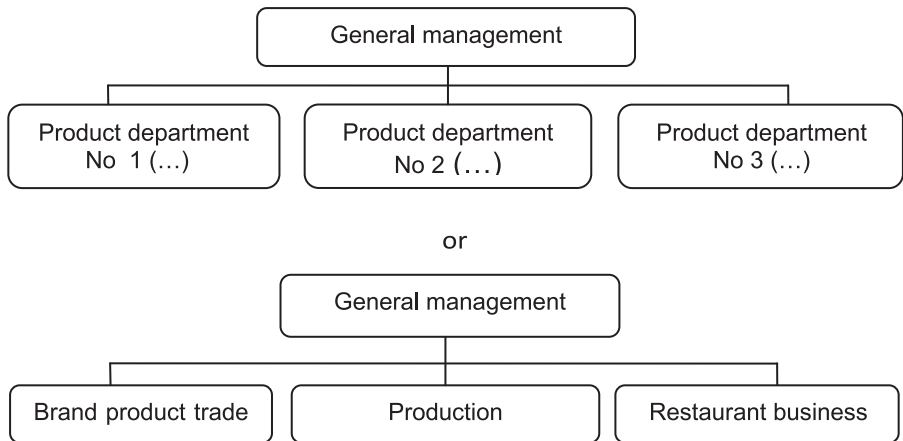 General management
Product department
No 1 (…)
Product department
No 2 (…)
Product department
No 3 (…)
or
General management
Brand product trade
Production
Restaurant business